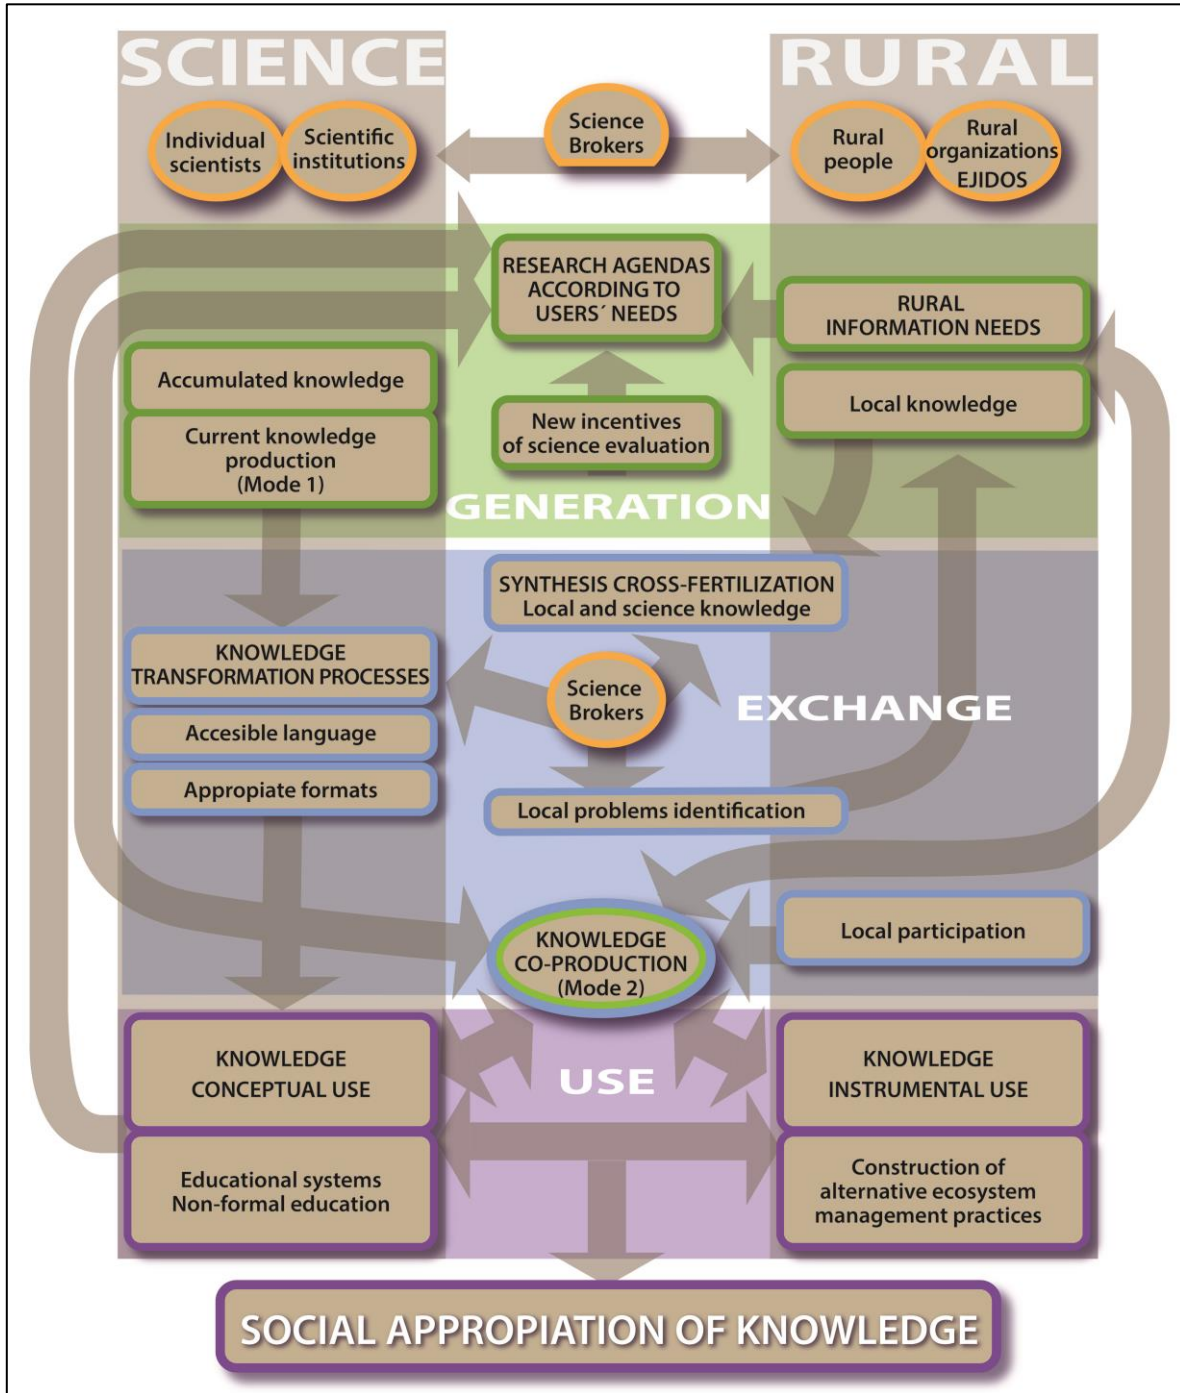 SCIENCE
RURAL
Individual
scientists
Scientific
institutions
Science
Brokers
Rural
people
Rural
organizations
EJIDOS
RESEARCH AGENDAS
ACCORDING TO
USERS´ NEEDS
RURAL
INFORMATION NEEDS
Accumulated knowledge
Local knowledge
Current knowledge
production
(Mode 1)
New incentives
of science evaluation
GENERATION
SYNTHESIS CROSS-FERTILIZATION
Local and science knowledge
KNOWLEDGE
TRANSFORMATION PROCESSES
Science
Brokers
EXCHANGE
Accesible language
Appropiate formats
Local problems identification
KNOWLEDGE
CO-PRODUCTION
(Mode 2)
Local participation
KNOWLEDGE
CONCEPTUAL USE
USE
KNOWLEDGE
INSTRUMENTAL USE
Educational systems
Non-formal education
Construction of
alternative ecosystem
management practices
SOCIAL APPROPIATION OF KNOWLEDGE